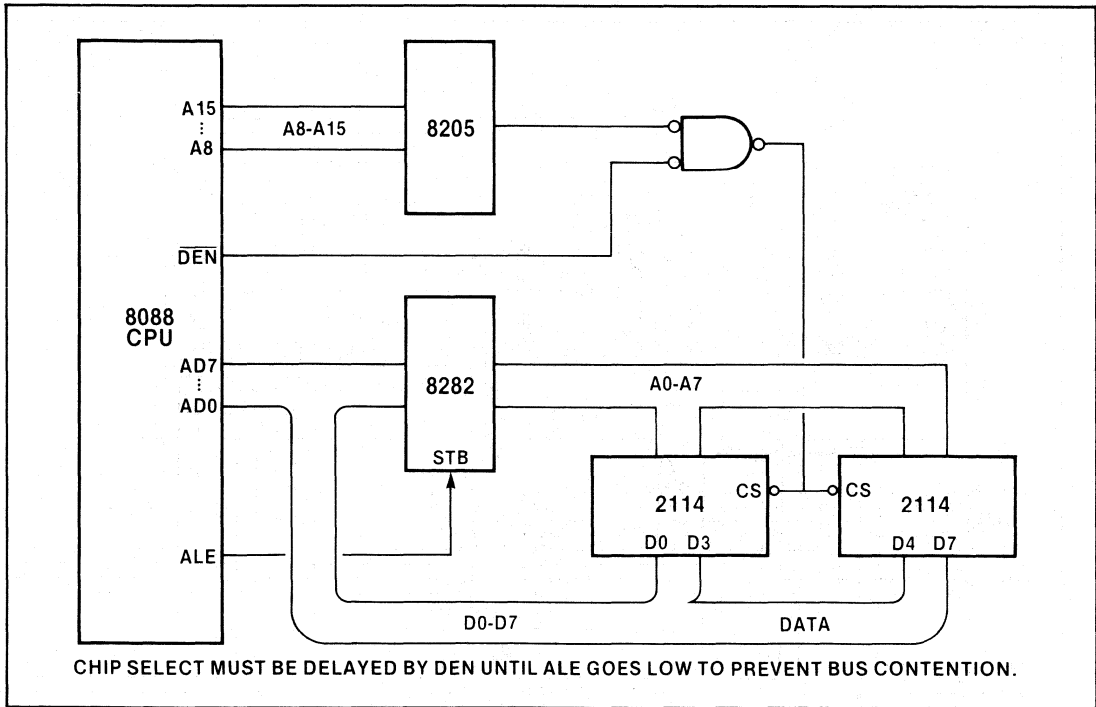 A15
⋮
A8
A8-A15
8205
DEN
8088
CPU
AD7
⋮
AD0
8282
STB
A0-A7
ALE
CS
2114
D0 D3
CS
2114
D4 D7
D0-D7
DATA
CHIP SELECT MUST BE DELAYED BY DEN UNTIL ALE GOES LOW TO PREVENT BUS CONTENTION.